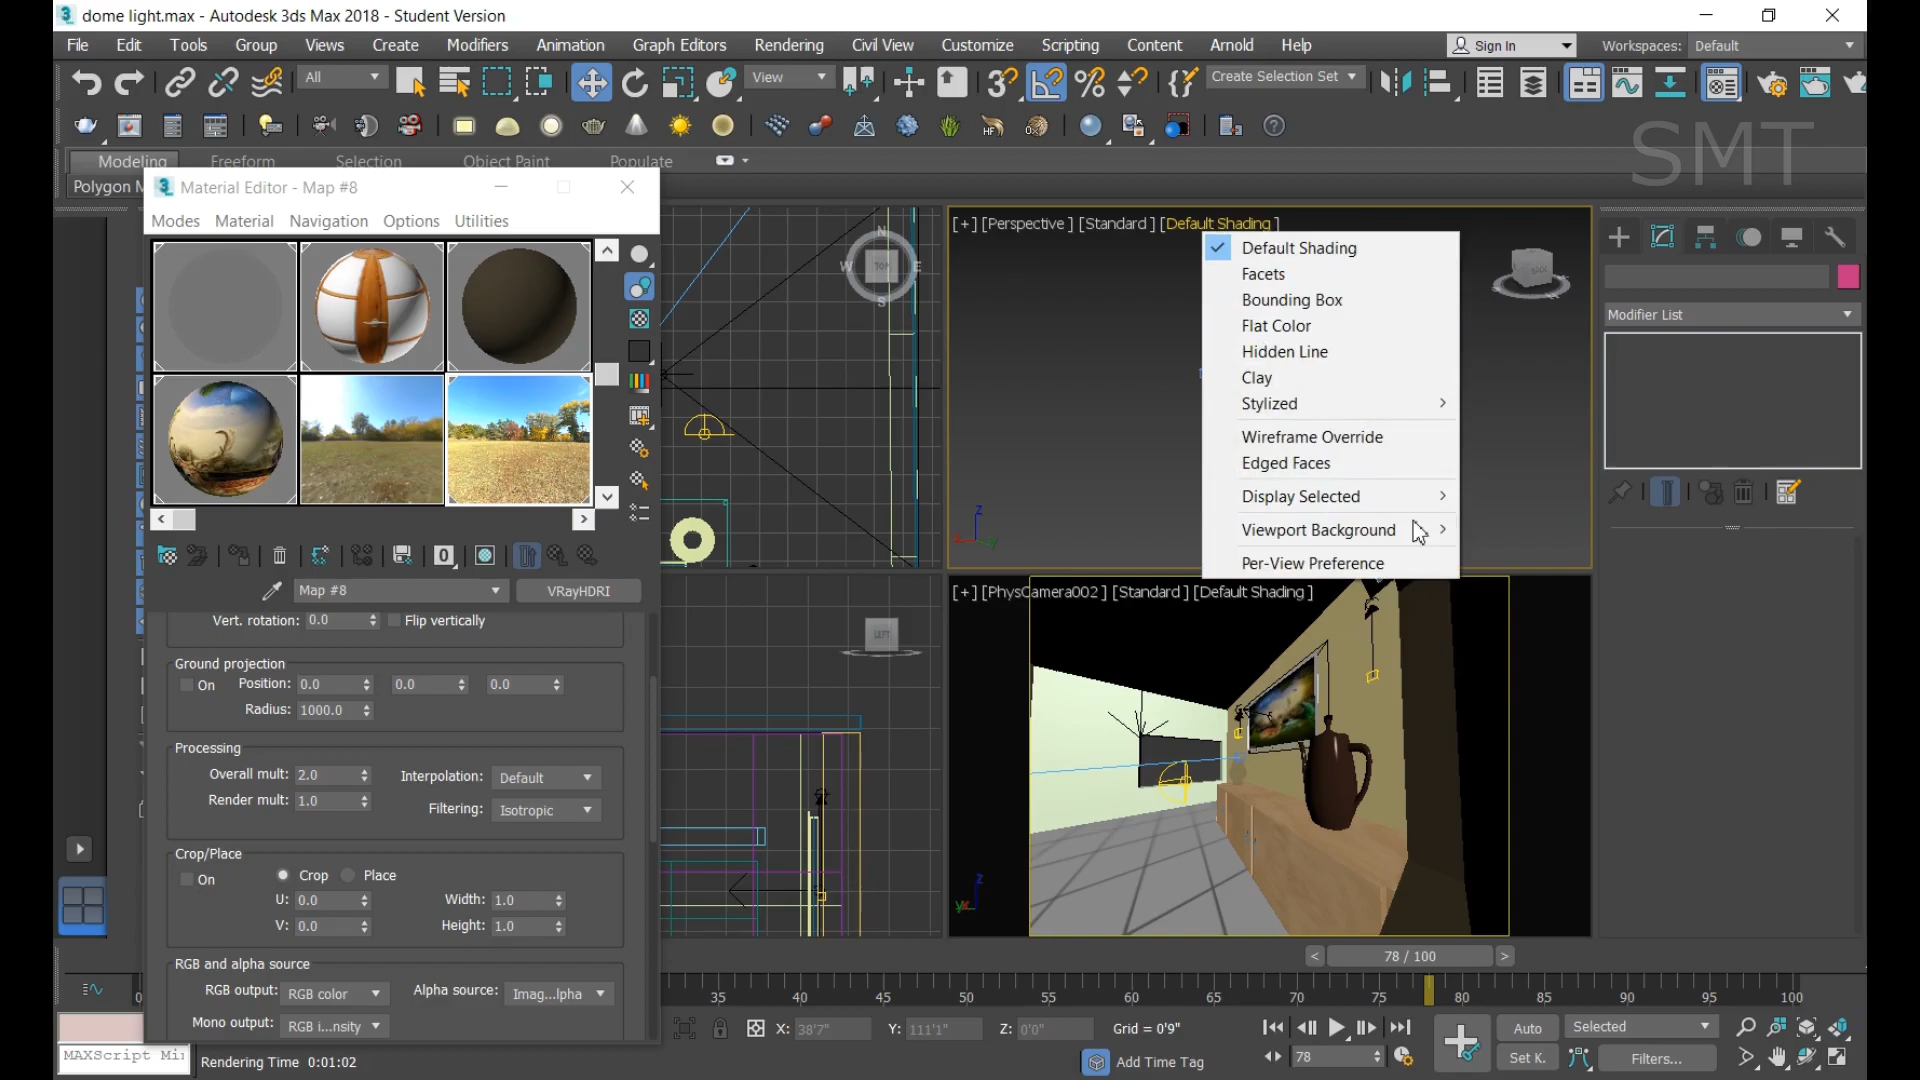 dome light.max - Autodesk 3ds Max 2018 - Student Version
File Edit Tools Group Views Create Modifiers Animation Graph Editors Rendering Civil View Customize Scripting Content Arnold Help Sign In Workspaces: Default
All View Create Selection Set
SMT
Modeling Freeform Selection Object Paint Populate
Polygon M
Material Editor - Map #8
Modes Material Navigation Options Utilities
[+] [Perspective ] [Standard ] [Default Shading ]
Default Shading
Facets
Bounding Box
Flat Color
Hidden Line
Clay
Stylized
Wireframe Override
Edged Faces
Display Selected
Viewport Background
Per-View Preference
Modifier List
N
W TOP E
S
Map #8 VRayHDRI
[+] [PhysCamera002 ] [Standard ] [Default Shading ]
LEFT
Vert. rotation: 0.0 Flip vertically
Ground projection
On Position: 0.0 0.0 0.0
Radius: 1000.0
Processing
Overall mult: 2.0 Interpolation: Default
Render mult: 1.0 Filtering: Isotropic
Crop/Place
On Crop Place
U: 0.0 Width: 1.0
V: 0.0 Height: 1.0
RGB and alpha source
RGB output: RGB color Alpha source: Imag...lpha
Mono output: RGB i...nsity
< 78 / 100 >
0 35 40 45 50 55 60 65 70 75 80 85 90 95 100
X: 38'7" Y: 111'1" Z: 0'0" Grid = 0'9" Auto Selected
MAXScript Mi: Rendering Time 0:01:02 Add Time Tag 78 Set K. Filters...